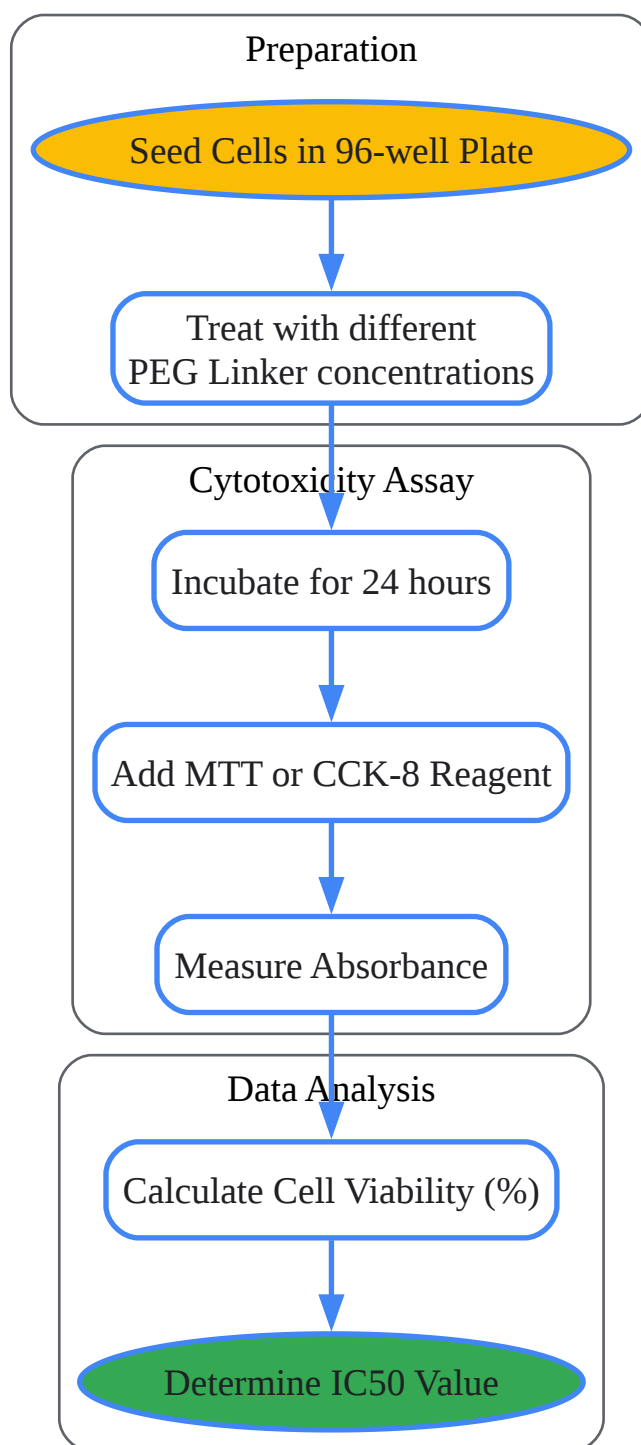 Preparation
Seed Cells in 96-well Plate
Treat with different
PEG Linker concentrations
Cytotoxicity Assay
Incubate for 24 hours
Add MTT or CCK-8 Reagent
Measure Absorbance
Data Analysis
Calculate Cell Viability (%)
Determine IC50 Value